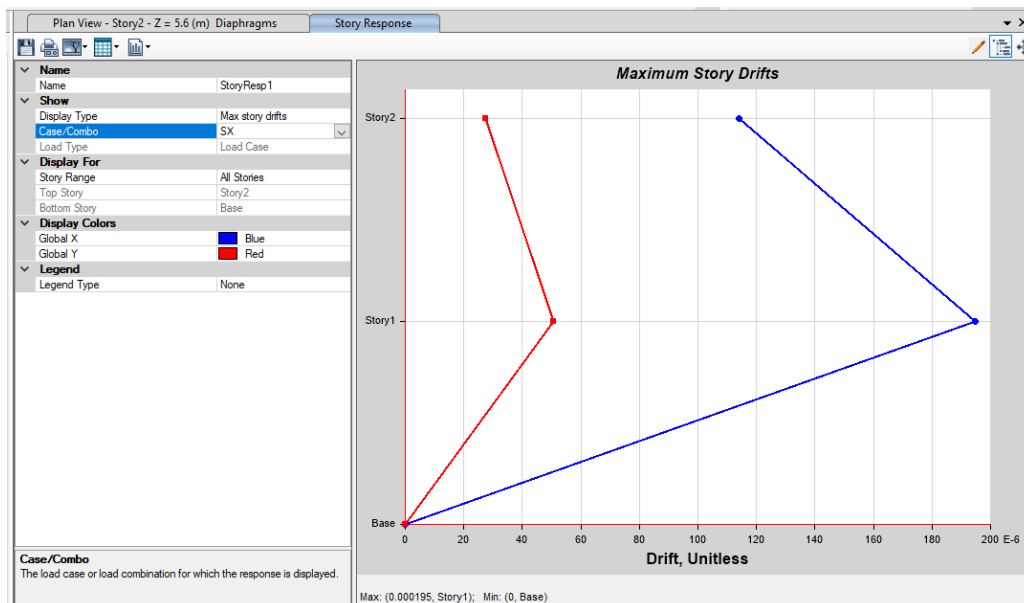 Plan View - Story2 - Z = 5.6 (m) Diaphragms
Story Response
Name
Name StoryResp1
Show
Display Type Max story drifts
Case/Combo SX
Load Type Load Case
Display For
Story Range All Stories
Top Story Story2
Bottom Story Base
Display Colors
Global X Blue
Global Y Red
Legend
Legend Type None
Case/Combo
The load case or load combination for which the response is displayed.
Maximum Story Drifts
Story2
Story1
Base
0 20 40 60 80 100 120 140 160 180 200 E-6
Drift, Unitless
Max: (0.000195, Story1); Min: (0, Base)